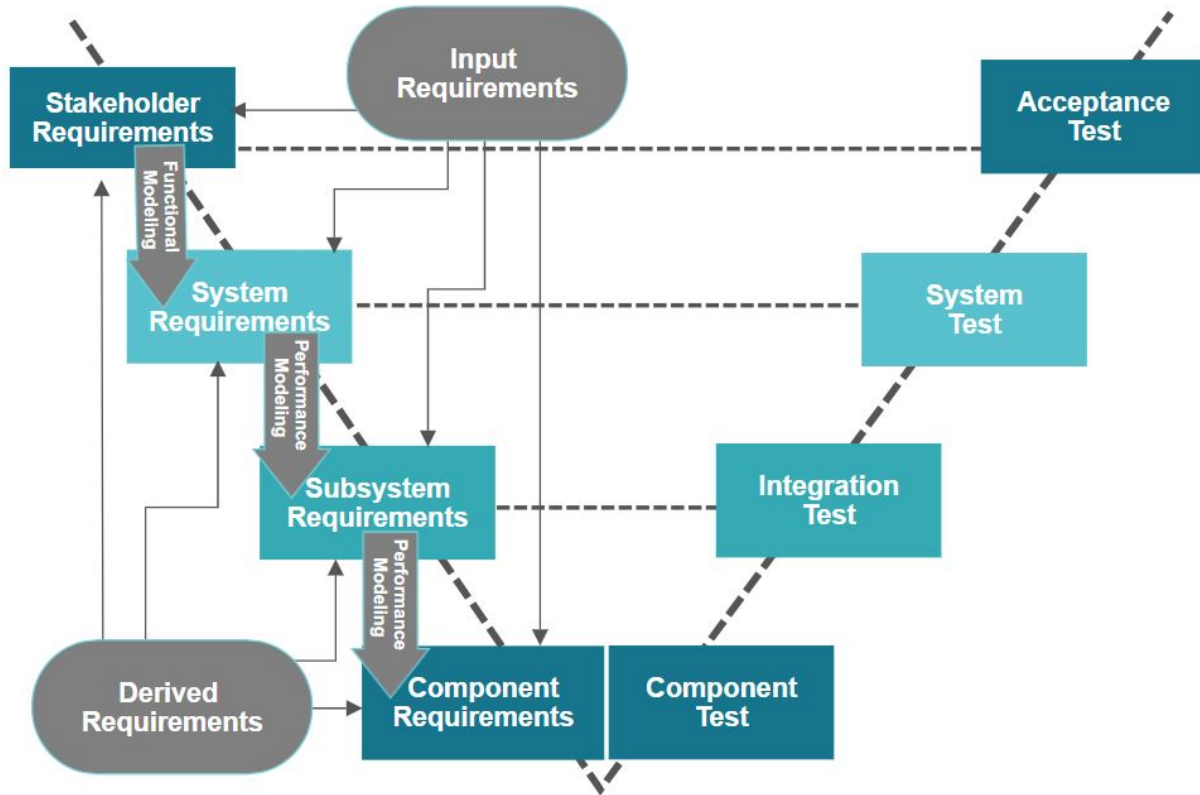 Input
Requirements
Stakeholder
Requirements
Acceptance
Test
Functional
Modeling
System
Requirements
System
Test
Performance
Modeling
Subsystem
Requirements
Integration
Test
Performance
Modeling
Derived
Requirements
Component
Requirements
Component
Test